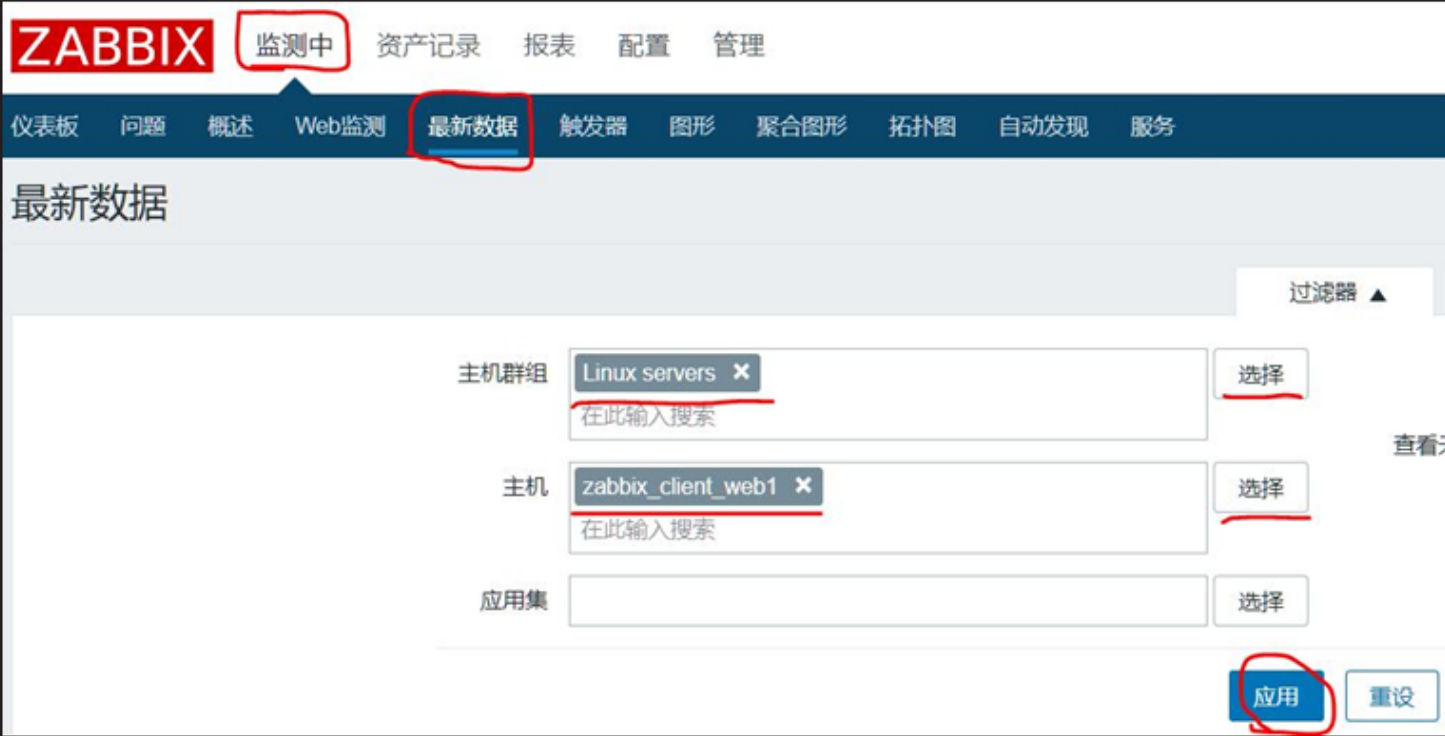 ZABBIX 监测中 资产记录 报表 配置 管理
仪表板 问题 概述 Web监测 最新数据 触发器 图形 聚合图形 拓扑图 自动发现 服务
最新数据
过滤器 ▲
主机群组 Linux servers × 选择
在此输入搜索
查看
主机 zabbix_client_web1 × 选择
在此输入搜索
应用集 选择
应用 重设